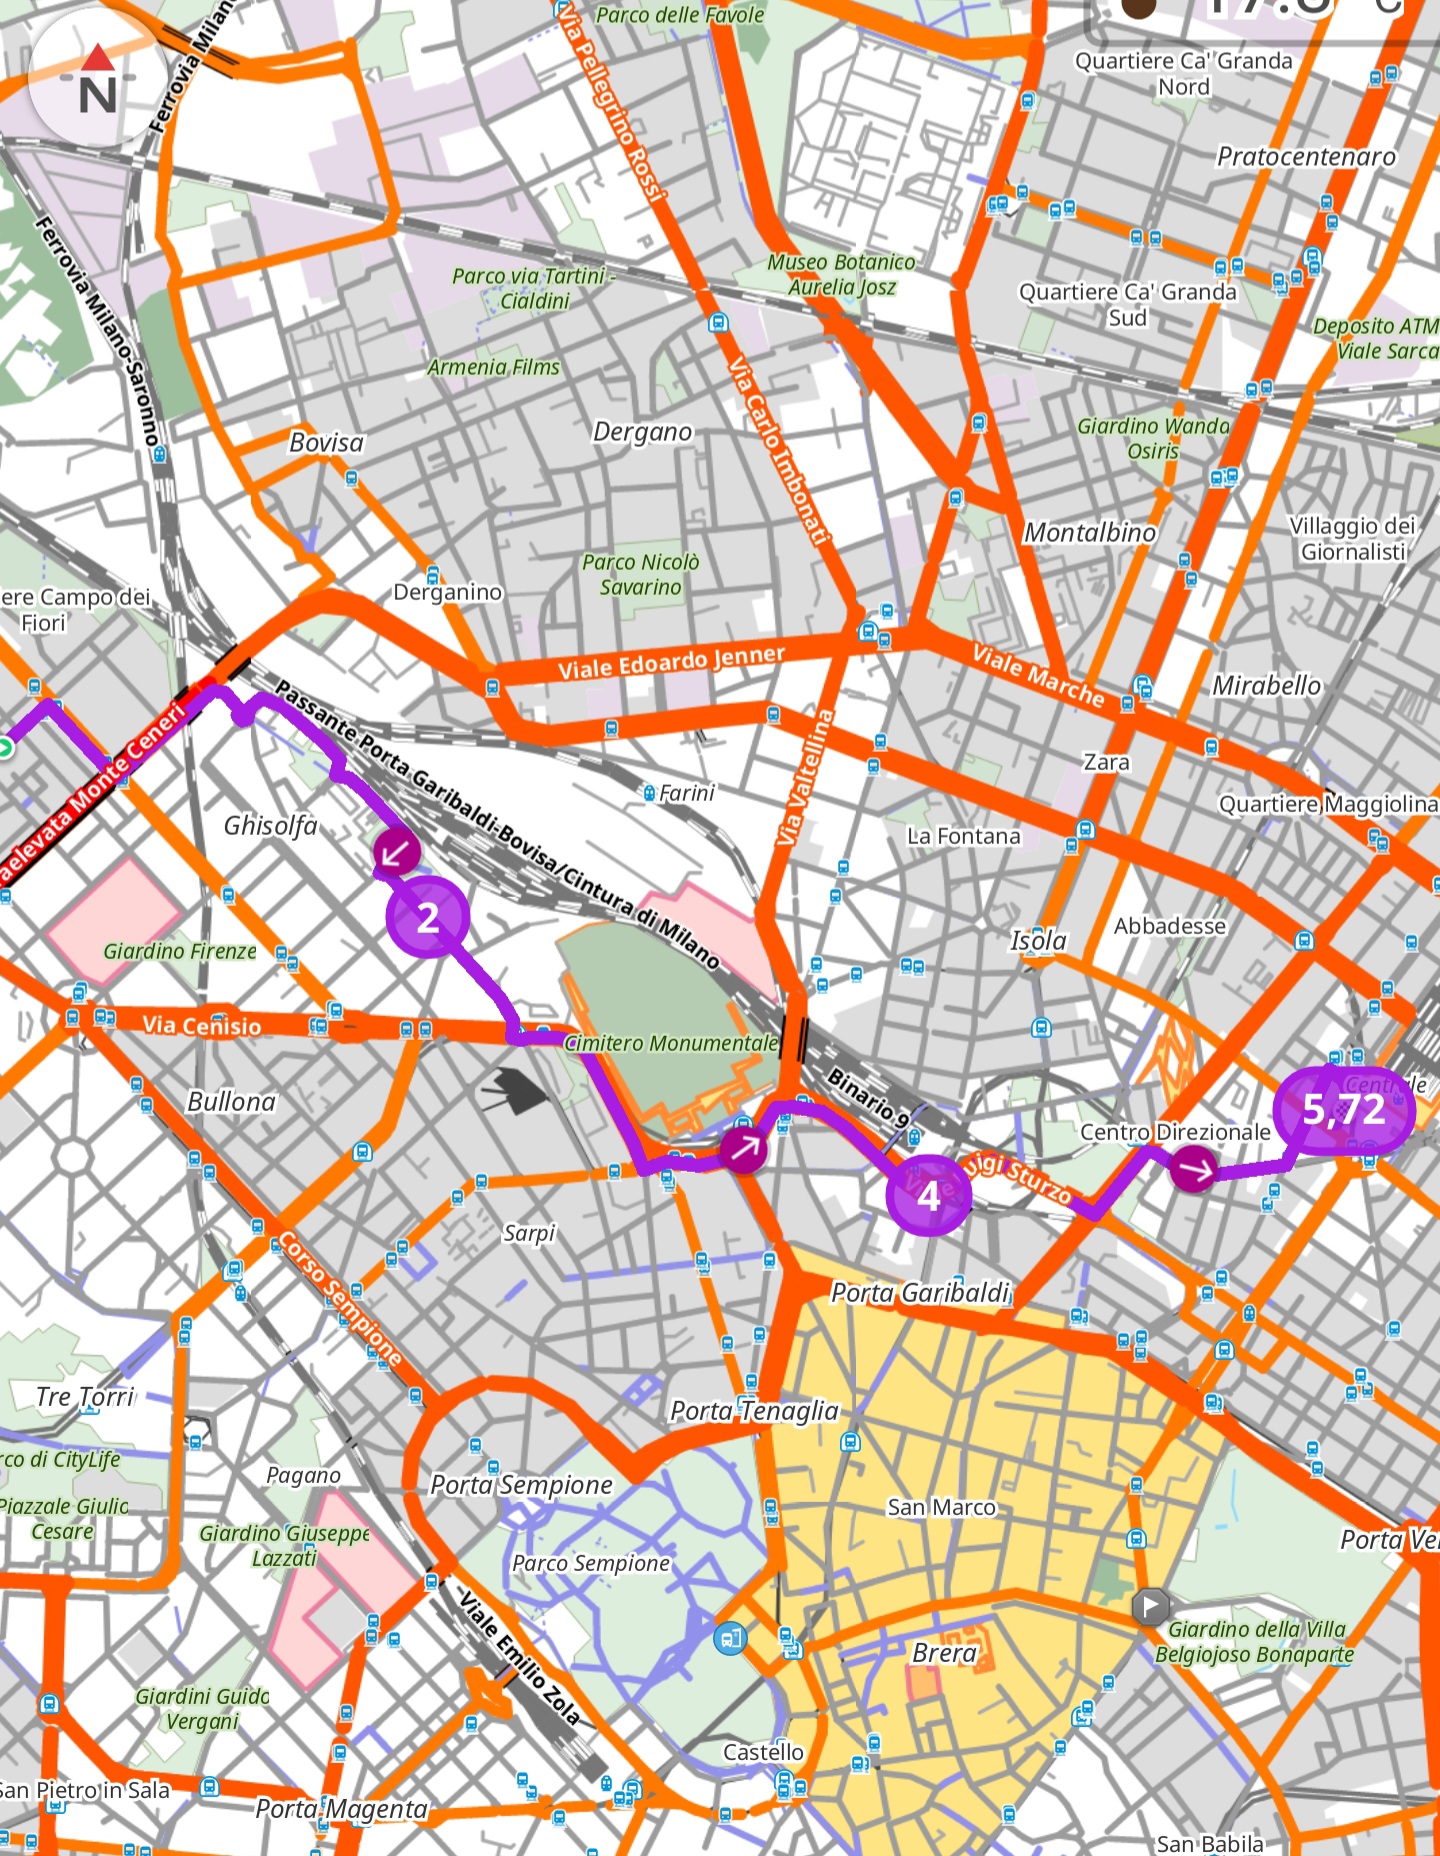 Parco delle Favole
Via Pellegrino Rossi
N
Quartiere Ca' Granda
Nord
Pratocentenaro
Ferrovia Milano-Saronno
Museo Botanico
Aurelia Josz
Parco via Tartini -
Cialdini
Quartiere Ca' Granda
Sud
Deposito ATM
Viale Sarca
Armenia Films
Via Carlo Imbonati
Bovisa
Dergano
Giardino Wanda
Osiris
Montalbino
Villaggio dei
Giornalisti
Parco Nicolò
Savarino
Derganino
ere Campo dei
Fiori
Viale Edoardo Jenner
Viale Marche
Mirabello
Passante Porta Garibaldi-Bovisa/Cintura di Milano
raelevata Monte Ceneri
Via Valtellina
Zara
Farini
Quartiere Maggiolina
Ghisolfa
La Fontana
2
Abbadesse
Isola
Giardino Firenze
Via Cenisio
Cimitero Monumentale
Binario 9
Centrale
5,72
Bullona
Centro Direzionale
uigi Sturzo
4
Sarpi
Corso Sempione
Porta Garibaldi
Tre Torri
Porta Tenaglia
rco di CityLife
Pagano
Porta Sempione
Piazzale Giulio
Cesare
San Marco
Giardino Giuseppe
Lazzati
Parco Sempione
Porta Ve
Viale Emilio Zola
Giardino della Villa
Belgiojoso Bonaparte
Brera
Giardini Guido
Vergani
Castello
San Pietro in Sala
Porta Magenta
San Babila